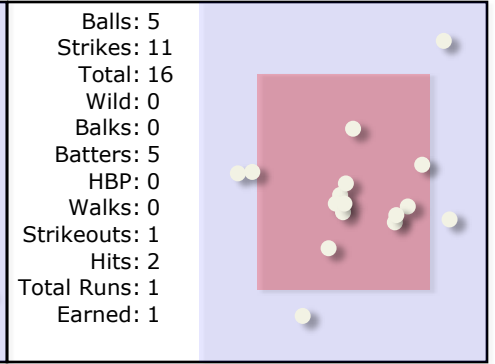 Balls: 5
Strikes: 11
Total: 16
Wild: 0
Balks: 0
Batters: 5
HBP: 0
Walks: 0
Strikeouts: 1
Hits: 2
Total Runs: 1
Earned: 1